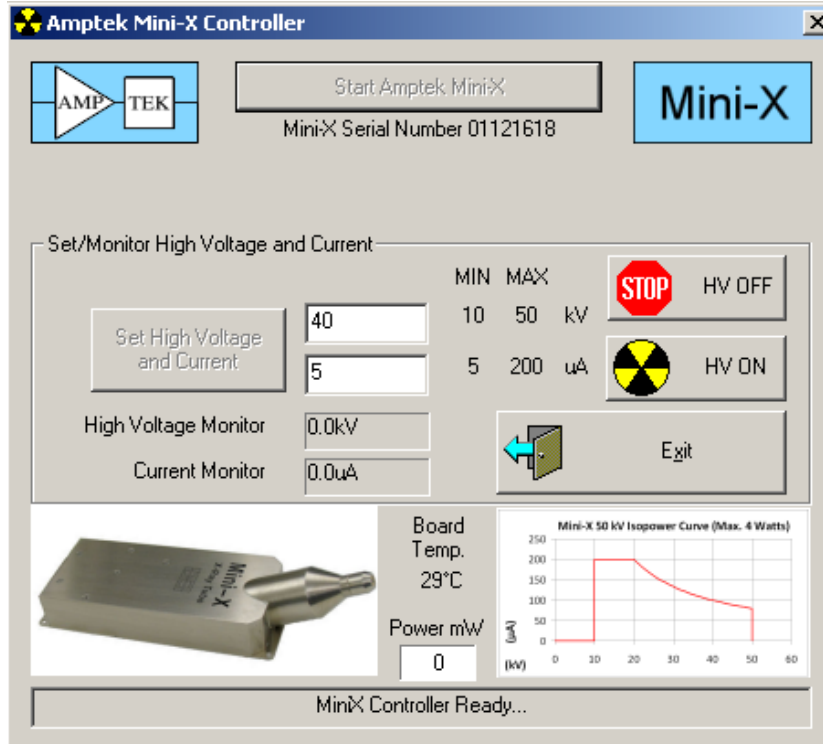 Amptek Mini-X Controller
AMP TEK
Start Amptek Mini-X
Mini-X Serial Number 01121618
Mini-X
Set/Monitor High Voltage and Current
MIN MAX
Set High Voltage
and Current
40
10 50 kV
5
5 200 uA
STOP HV OFF
HV ON
High Voltage Monitor 0.0kV
Current Monitor 0.0uA
Exit
Mini-X
X-Ray Tube
Board
Temp.
29°C
Power mW
0
Mini-X 50 kV Isopower Curve (Max. 4 Watts)
250
200
150
100
50
0
(μA)
(kV)
0 10 20 30 40 50 60
MiniX Controller Ready...